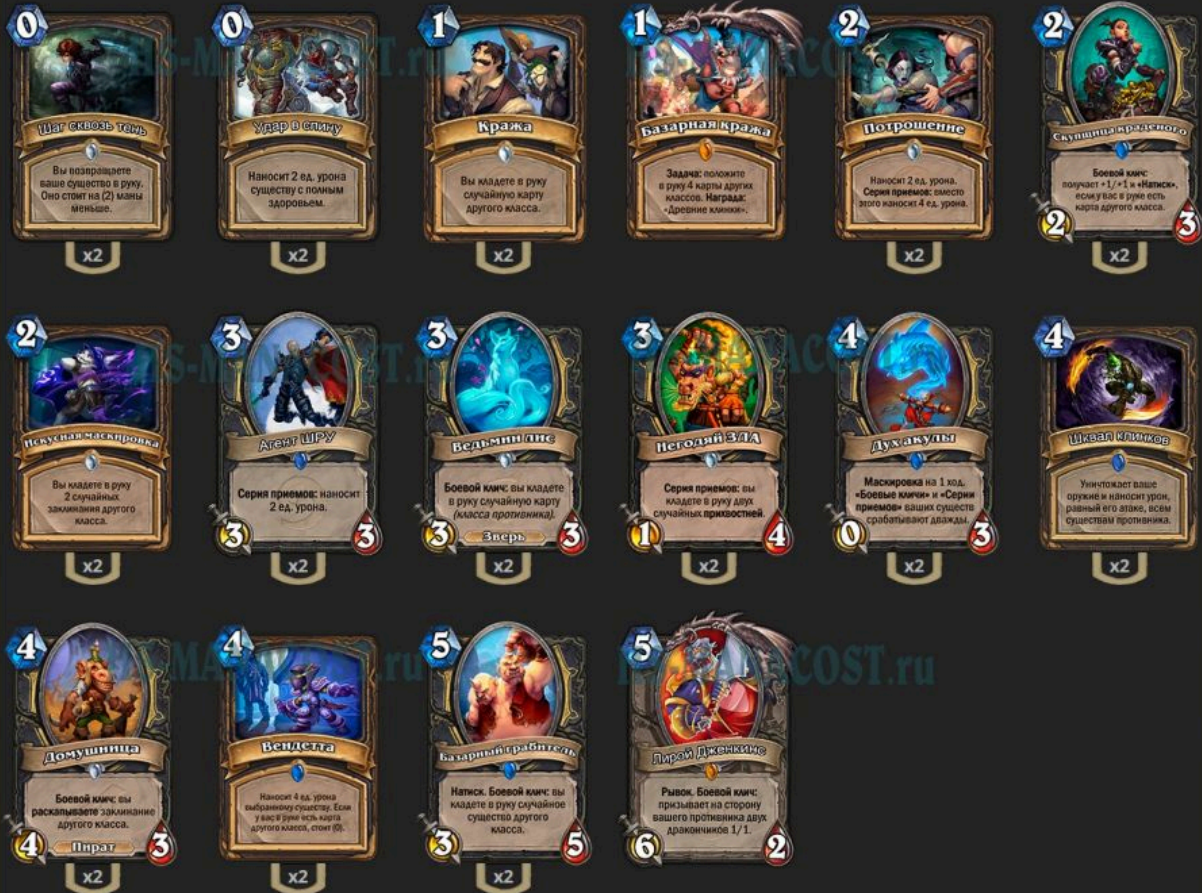 0
Шаг сквозь тень
Вы возвращаете
ваше существо в руку.
Оно стоит на (2) маны
меньше.
x2
0
Удар в спину
Наносит 2 ед. урона
существу с полным
здоровьем.
x2
1
Кража
Вы кладете в руку
случайную карту
другого класса.
x2
1
Базарная кража
Задача: положите
в руку 4 карты других
классов. Награда:
«Древние клинки».
2
Потрошение
Наносит 2 ед. урона.
Серия приемов: вместо
этого наносит 4 ед. урона.
x2
2
Скупщица краденого
Боевой клич:
получает +1/+1 и «Натиск»,
если у вас в руке есть
карта другого класса.
2
3
x2
2
Искусная маскировка
Вы кладете в руку
2 случайных
заклинания другого
класса.
x2
3
Агент ШРУ
Серия приемов: наносит
2 ед. урона.
3
3
x2
3
Ведьмин лис
Боевой клич: вы кладете
в руку случайную карту
(класса противника).
3
Зверь
3
x2
3
Негодяй ЗЛА
Серия приемов: вы
кладете в руку двух
случайных прихвостней.
1
4
x2
4
Дух акулы
Маскировка на 1 ход.
«Боевые кличи» и «Серии
приемов» ваших существ
срабатывают дважды.
0
3
x2
4
Шквал клинков
Уничтожает ваше
оружие и наносит урон,
равный его атаке, всем
существам противника.
x2
4
Домушница
Боевой клич: вы
раскапываете заклинание
другого класса.
4
Пират
3
x2
4
Вендетта
Наносит 4 ед. урона
выбранному существу. Если
у вас в руке есть карта
другого класса, стоит (0).
x2
5
Базарный грабитель
Натиск. Боевой клич: вы
кладете в руку случайное
существо другого
класса.
3
5
x2
5
Лирой Дженкинс
Рывок. Боевой клич:
призывает на сторону
вашего противника двух
дракончиков 1/1.
6
2
HS-MANACOST.ru